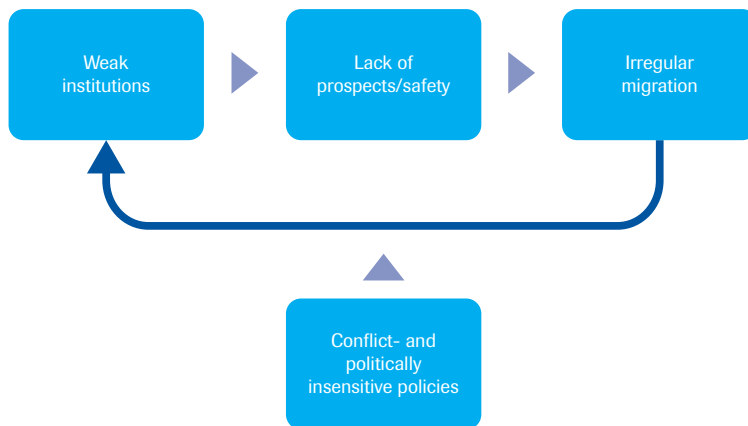 Weak
institutions
Lack of
prospects/safety
Irregular
migration
Conflict- and
politically
insensitive policies